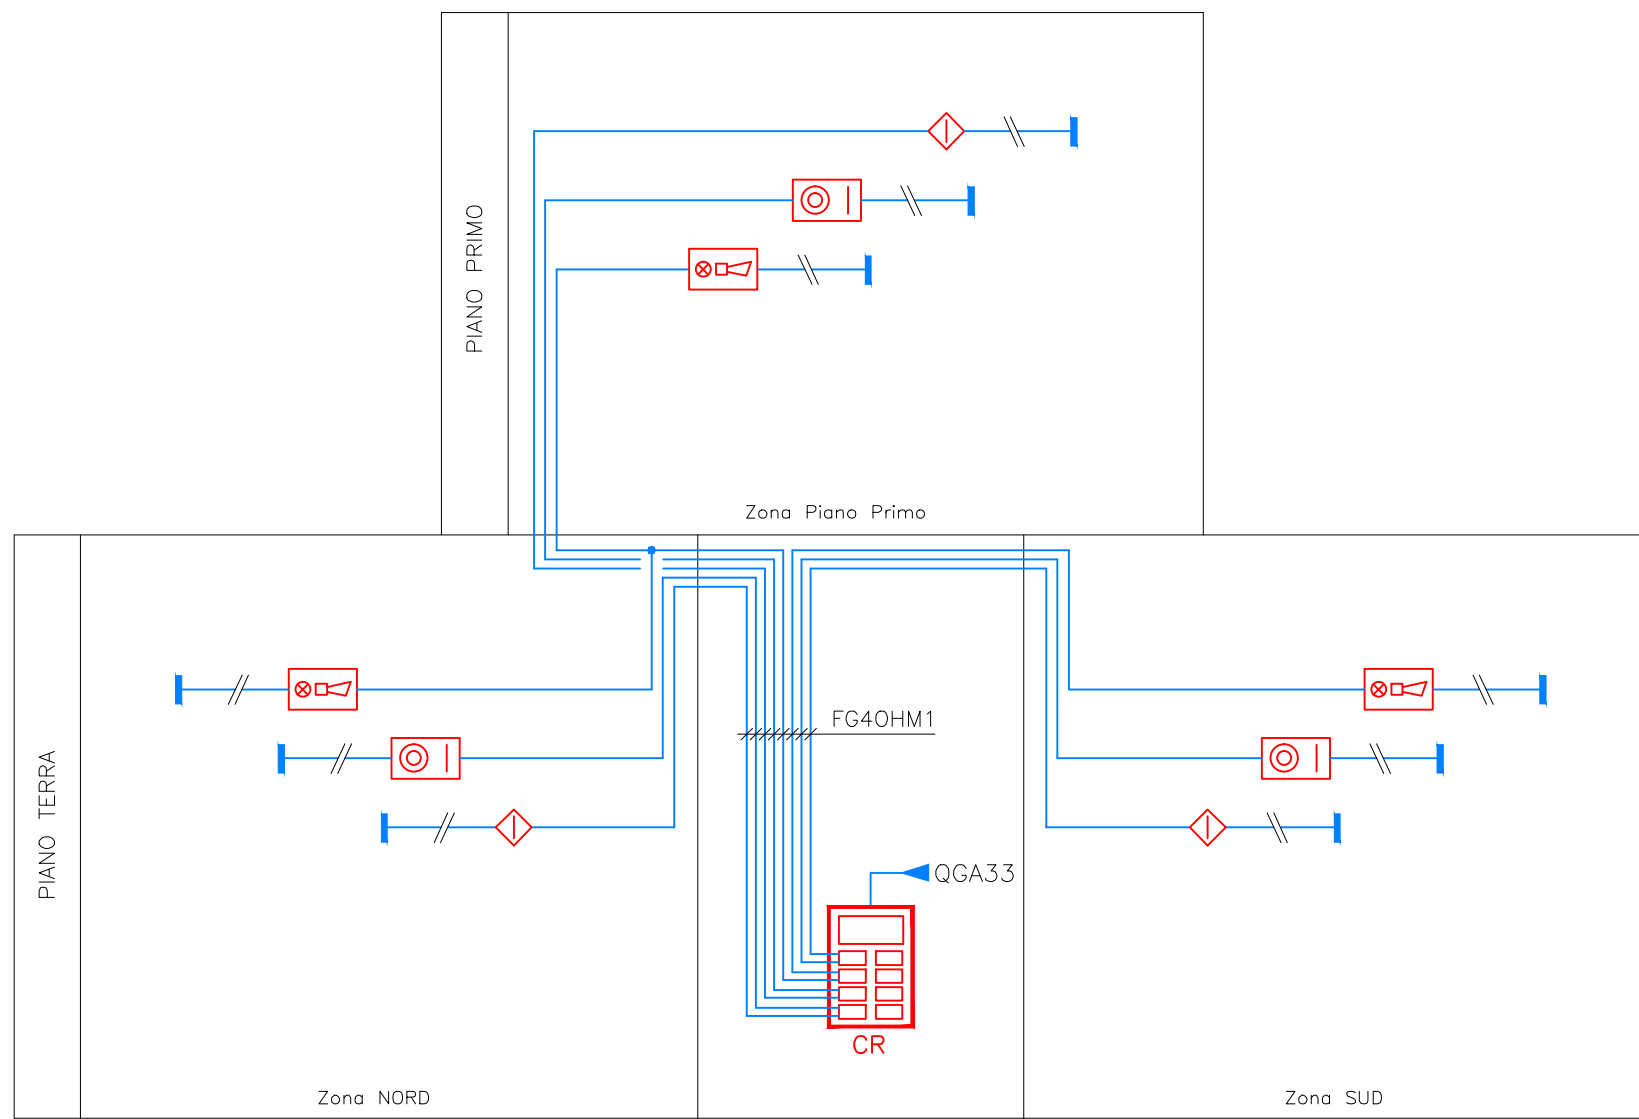 PIANO PRIMO
Zona Piano Primo
PIANO TERRA
FG4OHM1
QGA33
CR
Zona NORD
Zona SUD